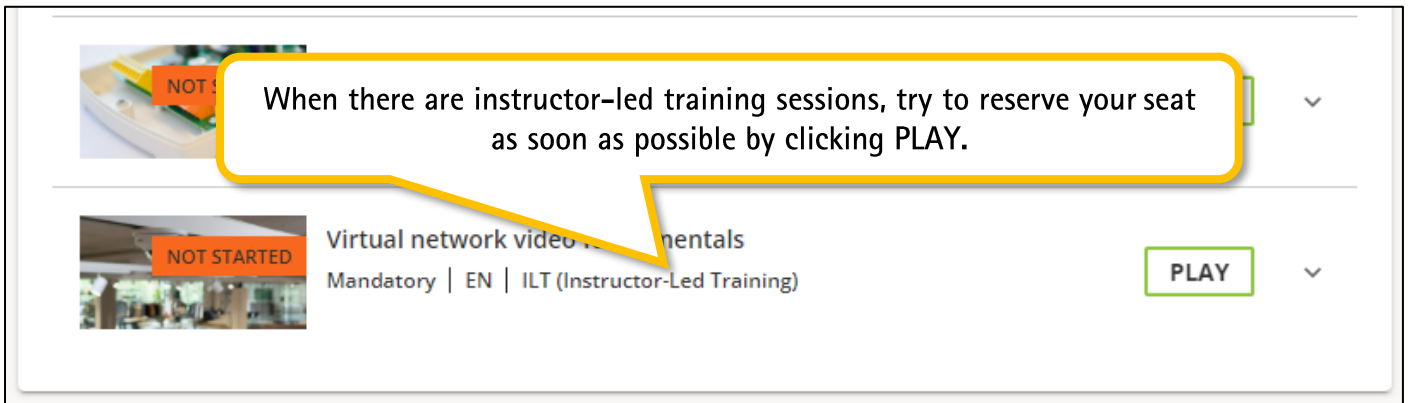 NOT
When there are instructor-led training sessions, try to reserve your seat
as soon as possible by clicking PLAY.
NOT STARTED
Virtual network video
Mandatory | EN | ILT (Instructor-Led Training)
PLAY